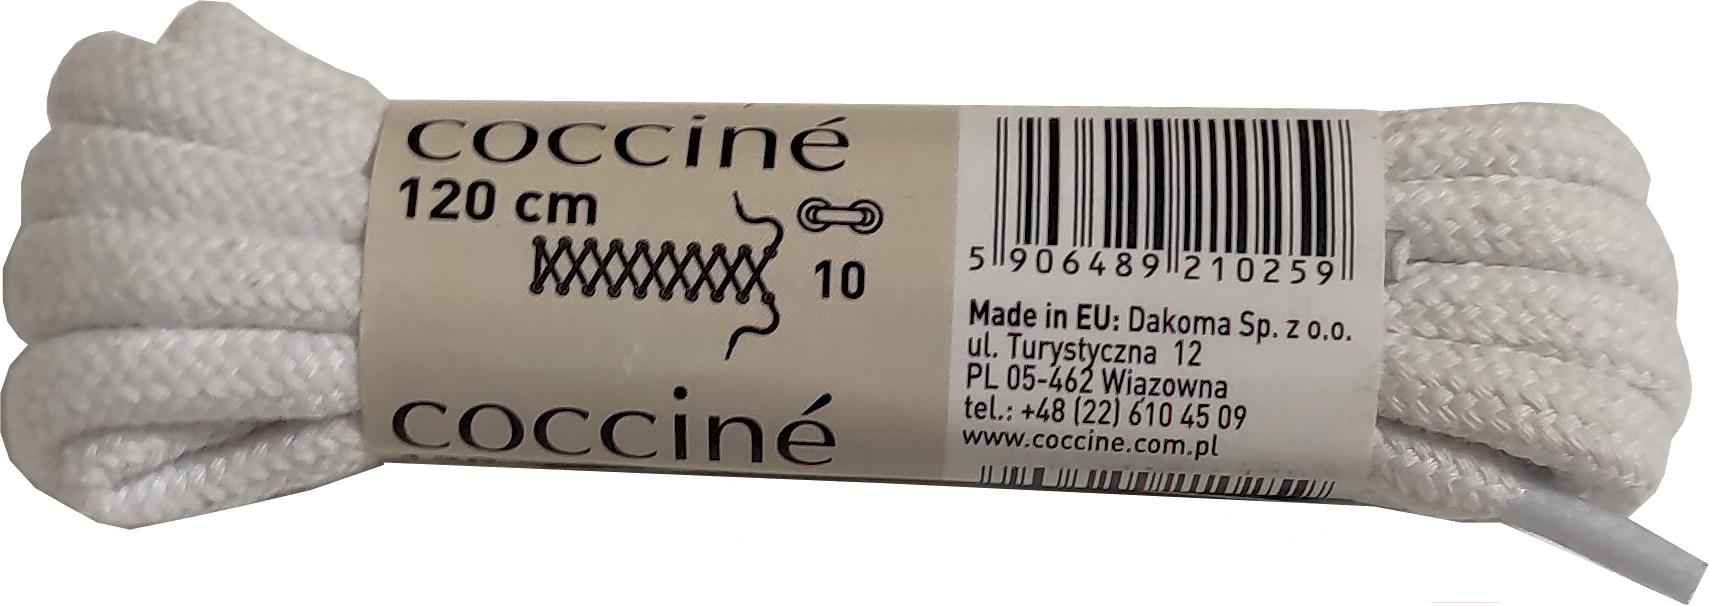 cocciné
120 cm
10
cocciné
5 906489 210259
Made in EU: Dakoma Sp. z o.o.
ul. Turystyczna 12
PL 05-462 Wiązowna
tel.: +48 (22) 610 45 09
www.coccine.com.pl